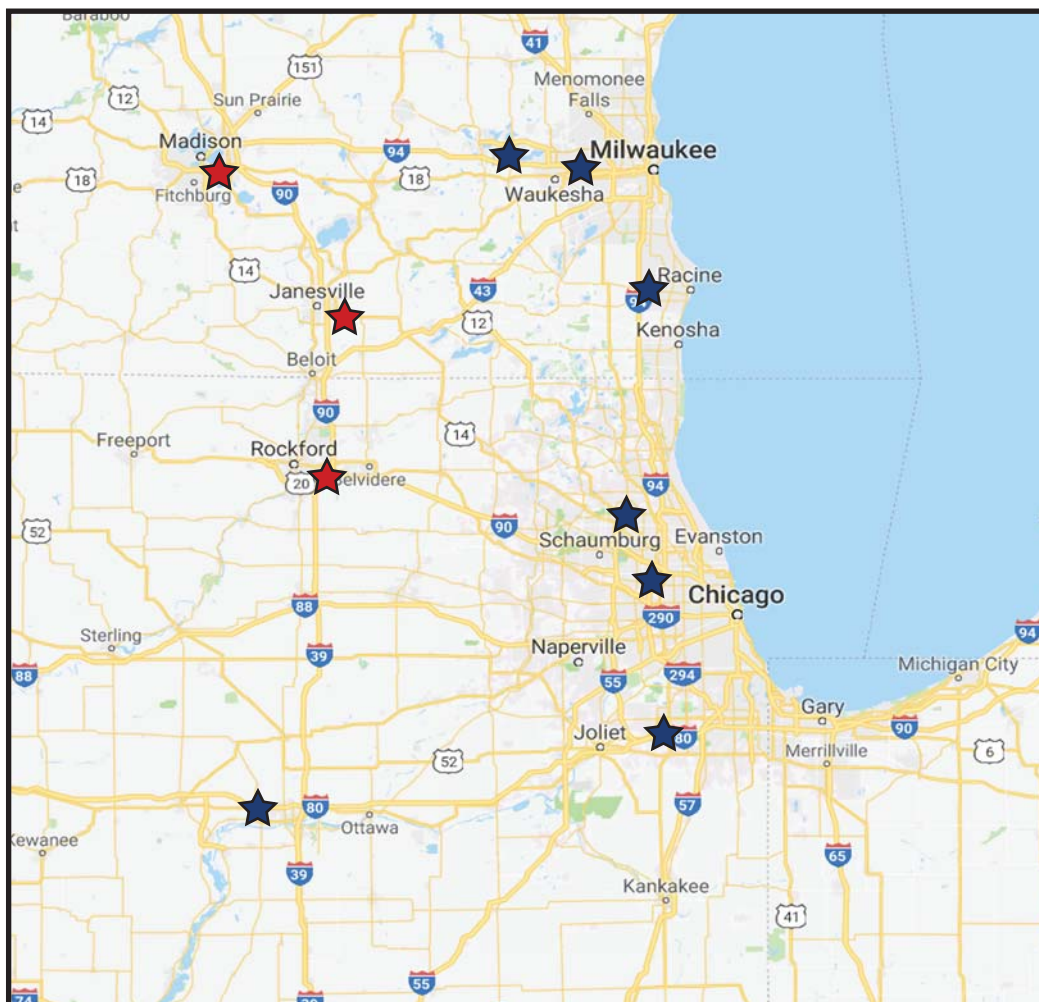 Baraboo
41
151
Menomonee
Falls
12
Sun Prairie
14
Madison
94
Milwaukee
18
Fitchburg
18
Waukesha
90
14
43
Racine
Janesville
12
Kenosha
Beloit
90
14
Freeport
Rockford
20
Belvidere
94
52
90
Schaumburg
Evanston
88
290
Chicago
Sterling
39
94
88
Naperville
55
294
Michigan City
Gary
90
Joliet
80
52
Merrillville
6
80
57
Ottawa
Kewanee
65
39
Kankakee
41
55
74
39